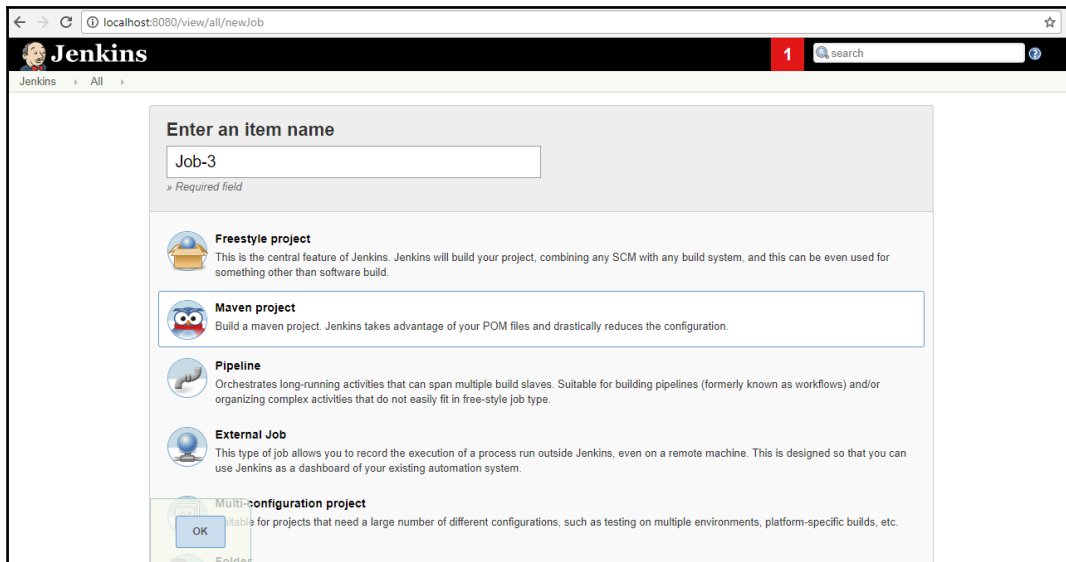 localhost:8080/view/all/newJob
Jenkins
1
search
Jenkins
All
Enter an item name
Job-3
» Required field
Freestyle project
This is the central feature of Jenkins. Jenkins will build your project, combining any SCM with any build system, and this can be even used for
something other than software build.
Maven project
Build a maven project. Jenkins takes advantage of your POM files and drastically reduces the configuration.
Pipeline
Orchestrates long-running activities that can span multiple build slaves. Suitable for building pipelines (formerly known as workflows) and/or
organizing complex activities that do not easily fit in free-style job type.
External Job
This type of job allows you to record the execution of a process run outside Jenkins, even on a remote machine. This is designed so that you can
use Jenkins as a dashboard of your existing automation system.
Multi-configuration project
Suitable for projects that need a large number of different configurations, such as testing on multiple environments, platform-specific builds, etc.
OK
Folder